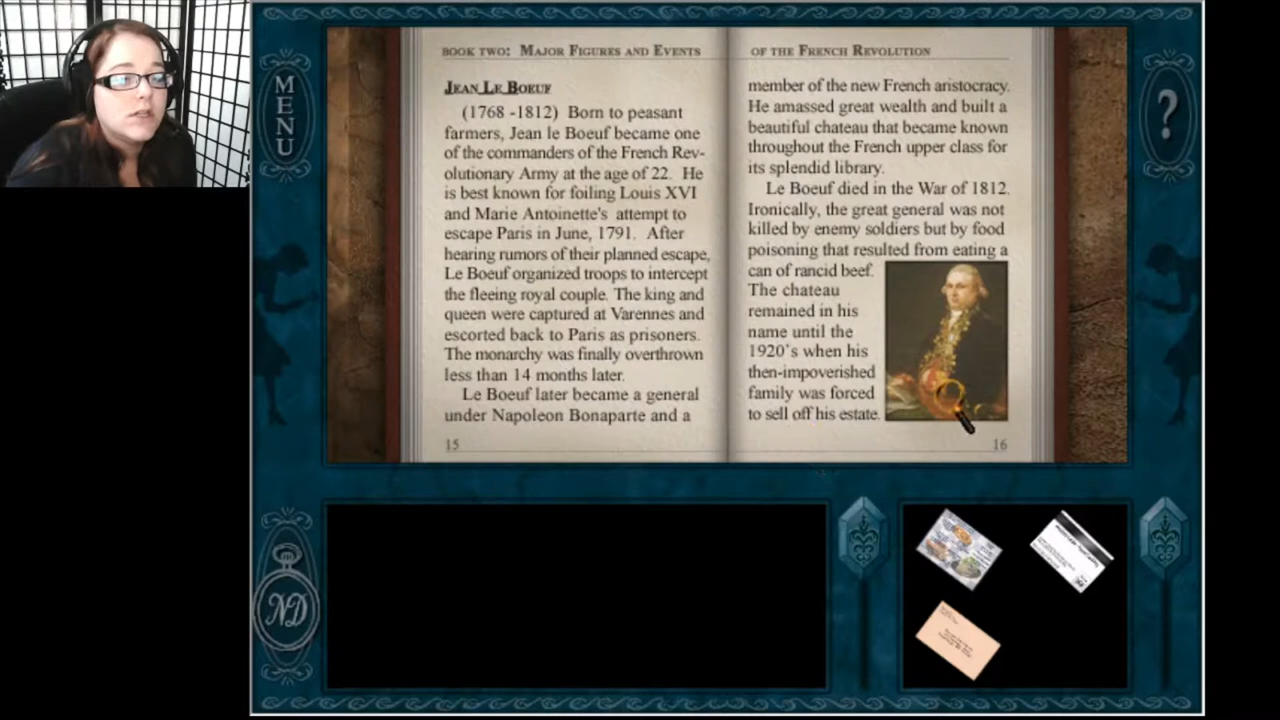 MENU
?
BOOK TWO: MAJOR FIGURES AND EVENTS
JEAN LE BOEUF
(1768 -1812) Born to peasant
farmers, Jean le Boeuf became one
of the commanders of the French Rev-
olutionary Army at the age of 22. He
is best known for foiling Louis XVI
and Marie Antoinette's attempt to
escape Paris in June, 1791. After
hearing rumors of their planned escape,
Le Boeuf organized troops to intercept
the fleeing royal couple. The king and
queen were captured at Varennes and
escorted back to Paris as prisoners.
The monarchy was finally overthrown
less than 14 months later.
Le Boeuf later became a general
under Napoleon Bonaparte and a
15
OF THE FRENCH REVOLUTION
member of the new French aristocracy.
He amassed great wealth and built a
beautiful chateau that became known
throughout the French upper class for
its splendid library.
Le Boeuf died in the War of 1812.
Ironically, the great general was not
killed by enemy soldiers but by food
poisoning that resulted from eating a
can of rancid beef.
The chateau
remained in his
name until the
1920's when his
then-impoverished
family was forced
to sell off his estate.
16
ND